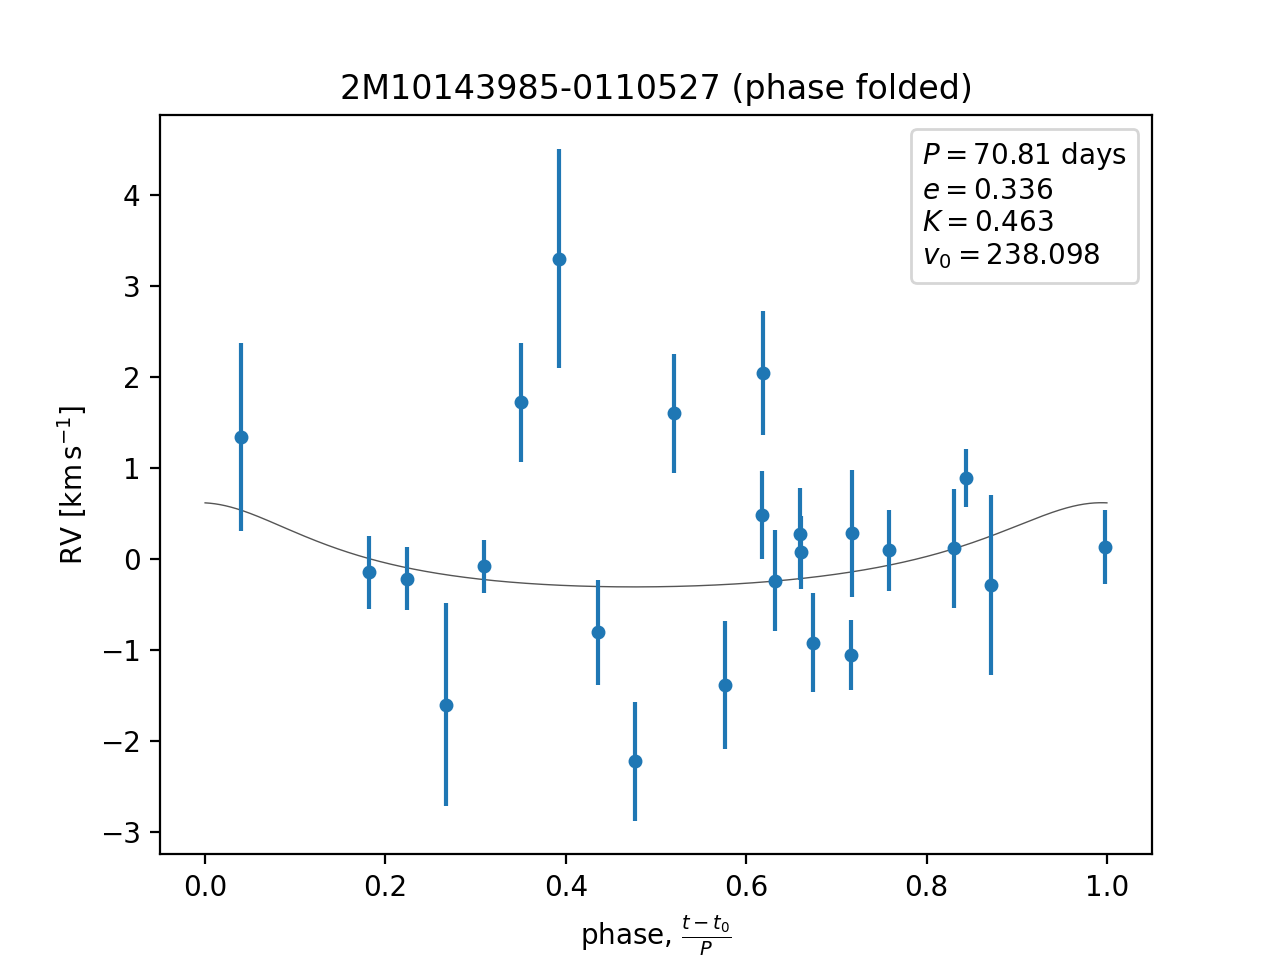 2M10143985-0110527 (phase folded)
P = 70.81 days
e = 0.336
K = 0.463
v₀ = 238.098
RV [km s⁻¹]
4
3
2
1
0
−1
−2
−3
0.0 0.2 0.4 0.6 0.8 1.0
phase, (t − t₀)/P